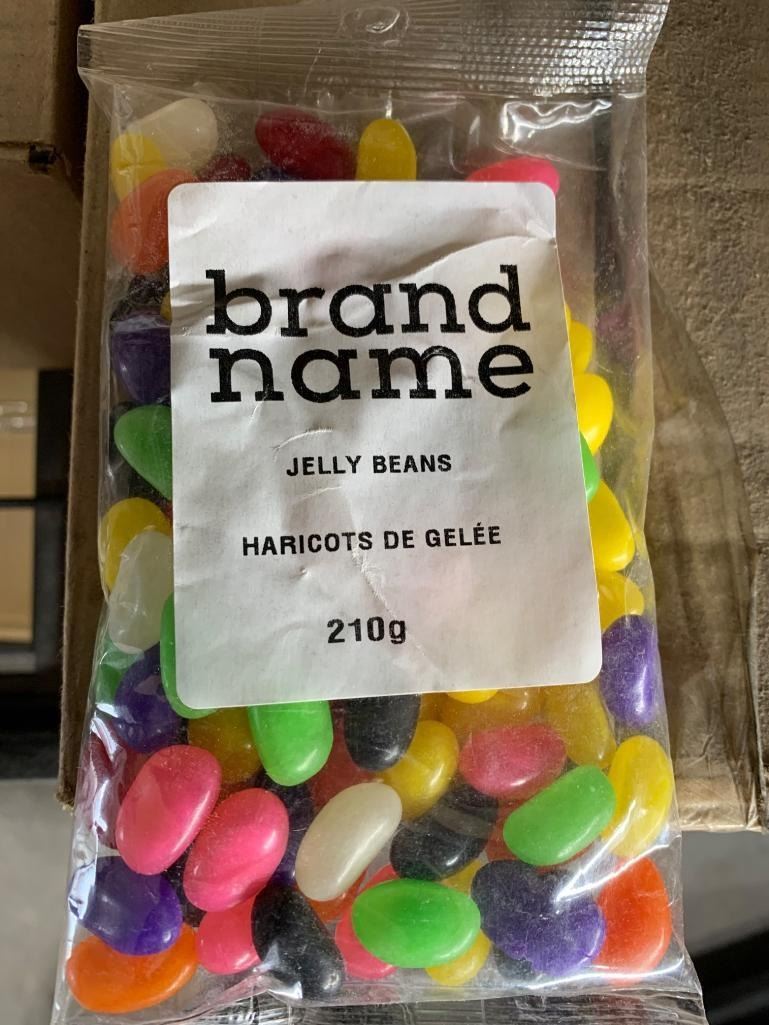 brand
name
JELLY BEANS
HARICOTS DE GELÉE
210g